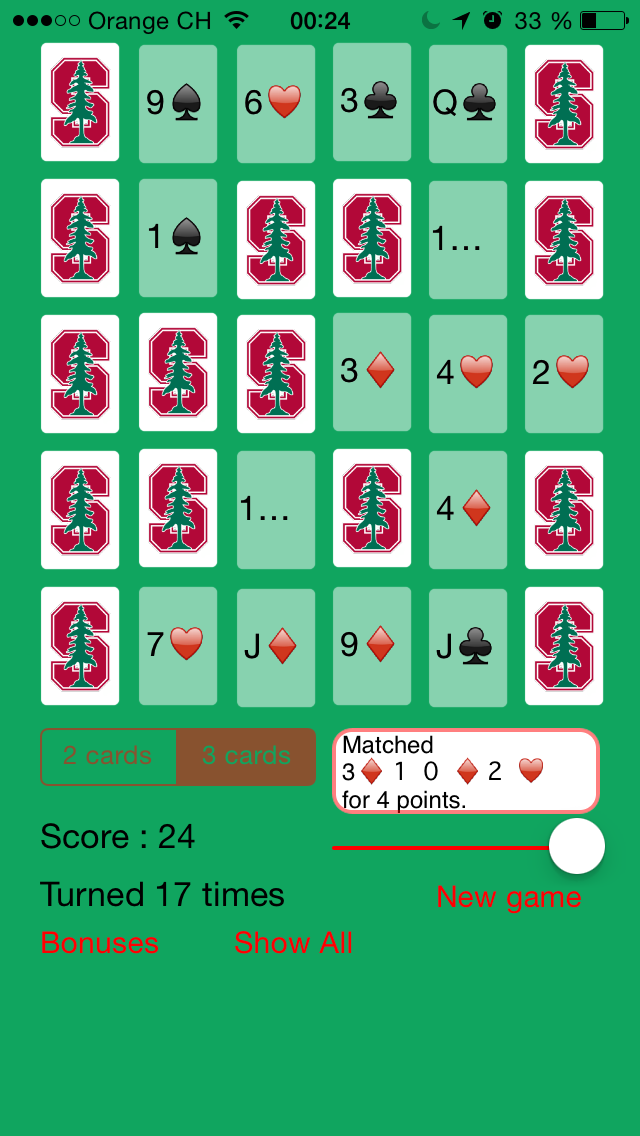 Orange CH 00:24 33 %
9♠ 6♥ 3♣ Q♣
1♠ 1...
3♦ 4♥ 2♥
1... 4♦
7♥ J♦ 9♦ J♣
2 cards 3 cards
Matched
3♦ 1 0 ♦ 2 ♥
for 4 points.
Score : 24
Turned 17 times
New game
Bonuses
Show All